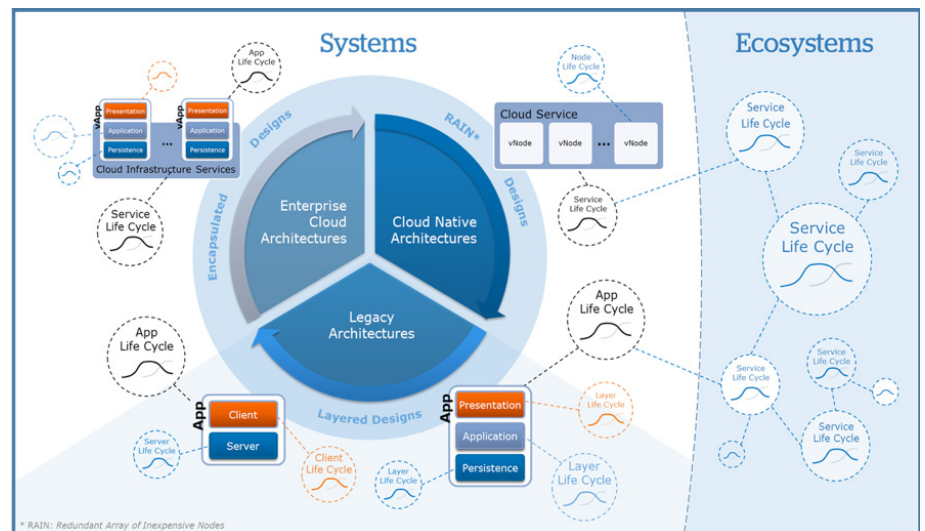 Systems
Ecosystems
App
Life Cycle
vApp
Presentation
Application
Persistence
...
vApp
Presentation
Application
Persistence
Cloud Infrastructure Services
Service
Life Cycle
Encapsulated
Designs
RAIN*
Designs
Layered Designs
Enterprise
Cloud
Architectures
Cloud Native
Architectures
Legacy
Architectures
Node
Life Cycle
Cloud Service
vNode
vNode
...
vNode
Service
Life Cycle
App
Life Cycle
App
Client
Server
Server
Life Cycle
Client
Life Cycle
App
Life Cycle
App
Presentation
Application
Persistence
Layer
Life Cycle
Layer
Life Cycle
Layer
Life Cycle
Service
Life Cycle
Service
Life Cycle
Service
Life Cycle
Service
Life Cycle
Service
Life Cycle
Service
Life Cycle
* RAIN: Redundant Array of Inexpensive Nodes